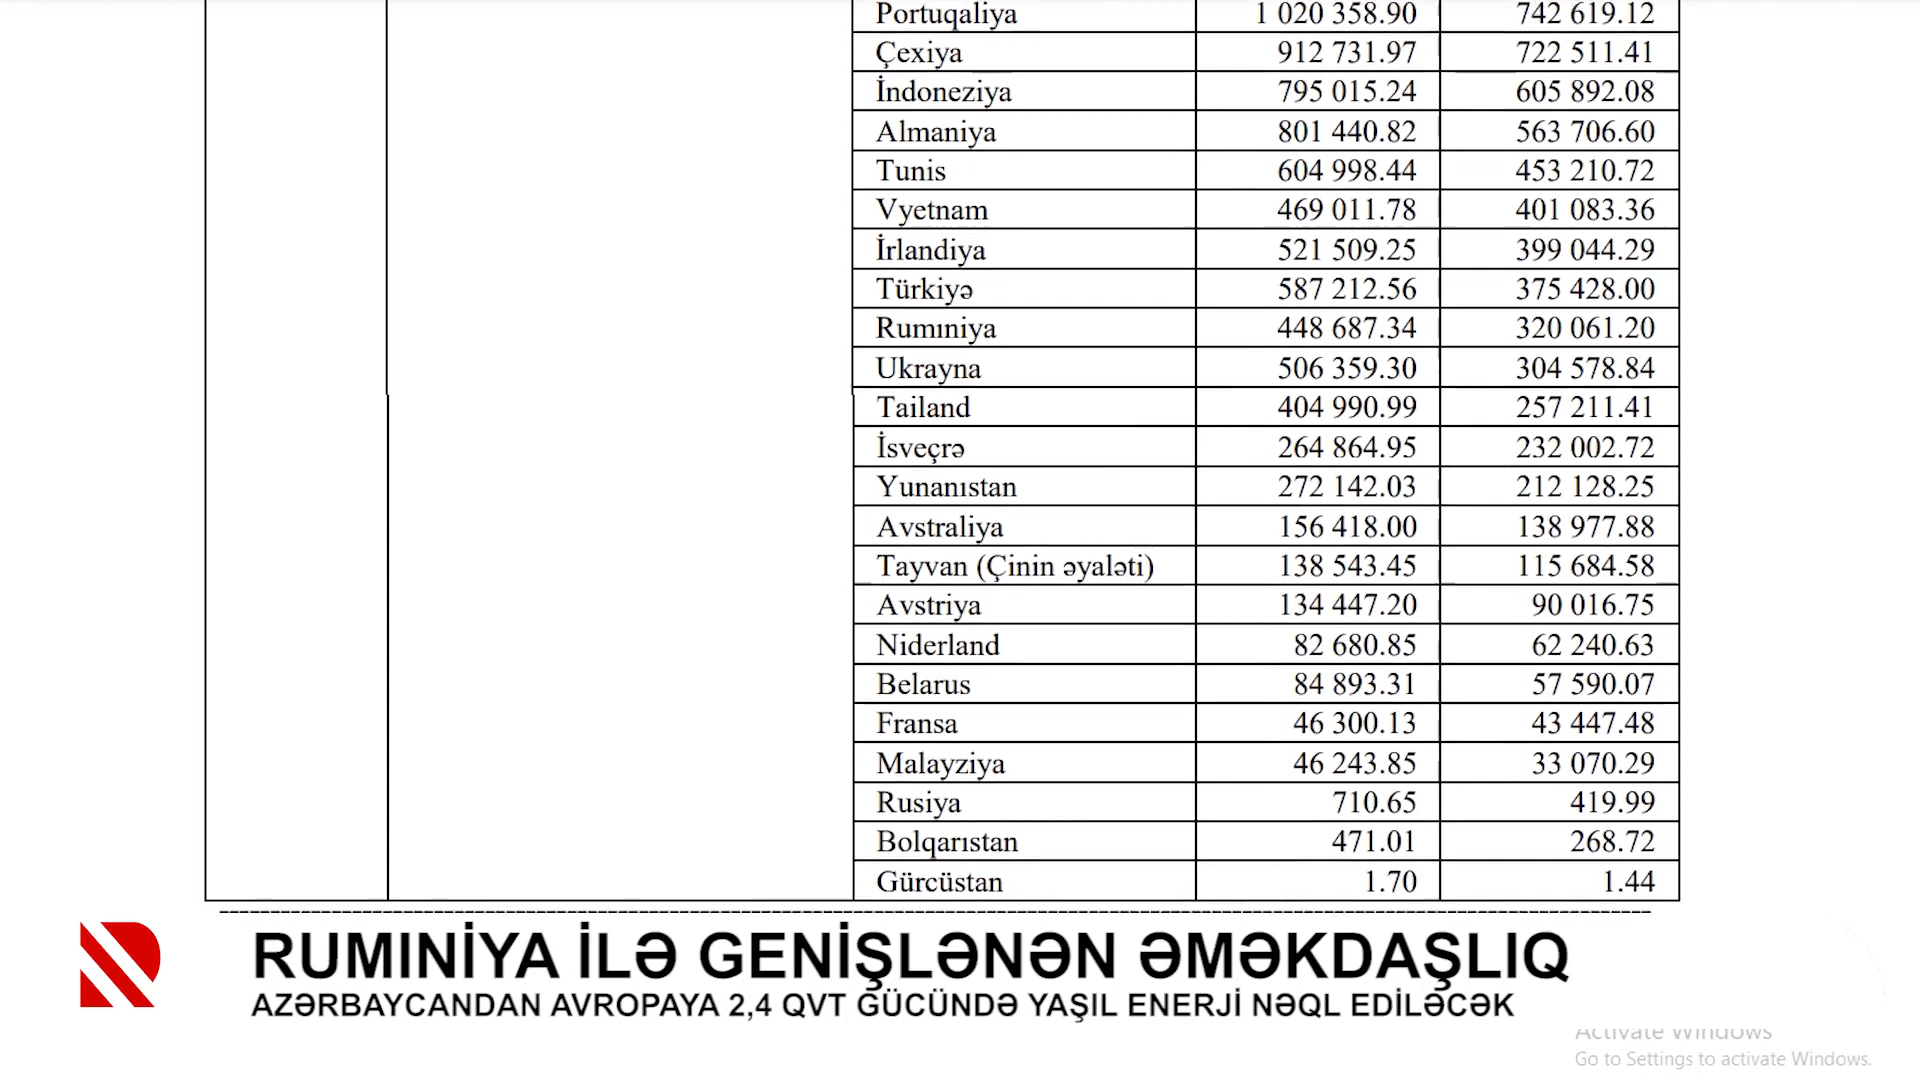 Portuqaliya 1 020 358.90 742 619.12
Çexiya 912 731.97 722 511.41
İndoneziya 795 015.24 605 892.08
Almaniya 801 440.82 563 706.60
Tunis 604 998.44 453 210.72
Vyetnam 469 011.78 401 083.36
İrlandiya 521 509.25 399 044.29
Türkiyə 587 212.56 375 428.00
Rumıniya 448 687.34 320 061.20
Ukrayna 506 359.30 304 578.84
Tailand 404 990.99 257 211.41
İsveçrə 264 864.95 232 002.72
Yunanıstan 272 142.03 212 128.25
Avstraliya 156 418.00 138 977.88
Tayvan (Çinin əyaləti) 138 543.45 115 684.58
Avstriya 134 447.20 90 016.75
Niderland 82 680.85 62 240.63
Belarus 84 893.31 57 590.07
Fransa 46 300.13 43 447.48
Malayziya 46 243.85 33 070.29
Rusiya 710.65 419.99
Bolqarıstan 471.01 268.72
Gürcüstan 1.70 1.44
RUMINİYA İLƏ GENİŞLƏNƏN ƏMƏKDAŞLIQ
AZƏRBAYCANDAN AVROPAYA 2,4 QVT GÜCÜNDƏ YAŞIL ENERJİ NƏQL EDİLƏCƏK
Activate Windows
Go to Settings to activate Windows.